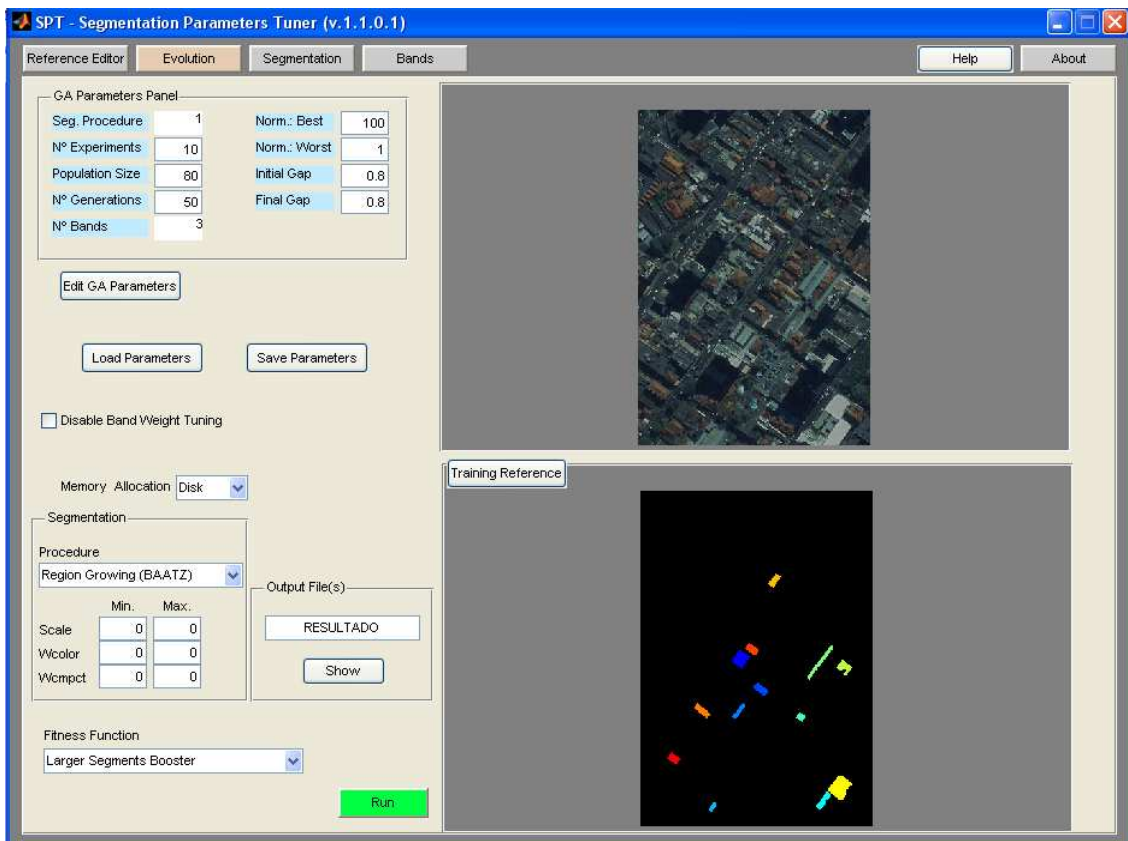 SPT - Segmentation Parameters Tuner (v.1.1.0.1)
Reference Editor Evolution Segmentation Bands Help About
GA Parameters Panel
Seg. Procedure 1 Norm.: Best 100
Nº Experiments 10 Norm.: Worst 1
Population Size 80 Initial Gap 0.8
Nº Generations 50 Final Gap 0.8
Nº Bands 3
Edit GA Parameters
Load Parameters Save Parameters
Disable Band Weight Tuning
Memory Allocation Disk
Training Reference
Segmentation
Procedure
Region Growing (BAATZ)
Min. Max.
Scale 0 0
Wcolor 0 0
Wcmpct 0 0
Output File(s)
RESULTADO
Show
Fitness Function
Larger Segments Booster
Run